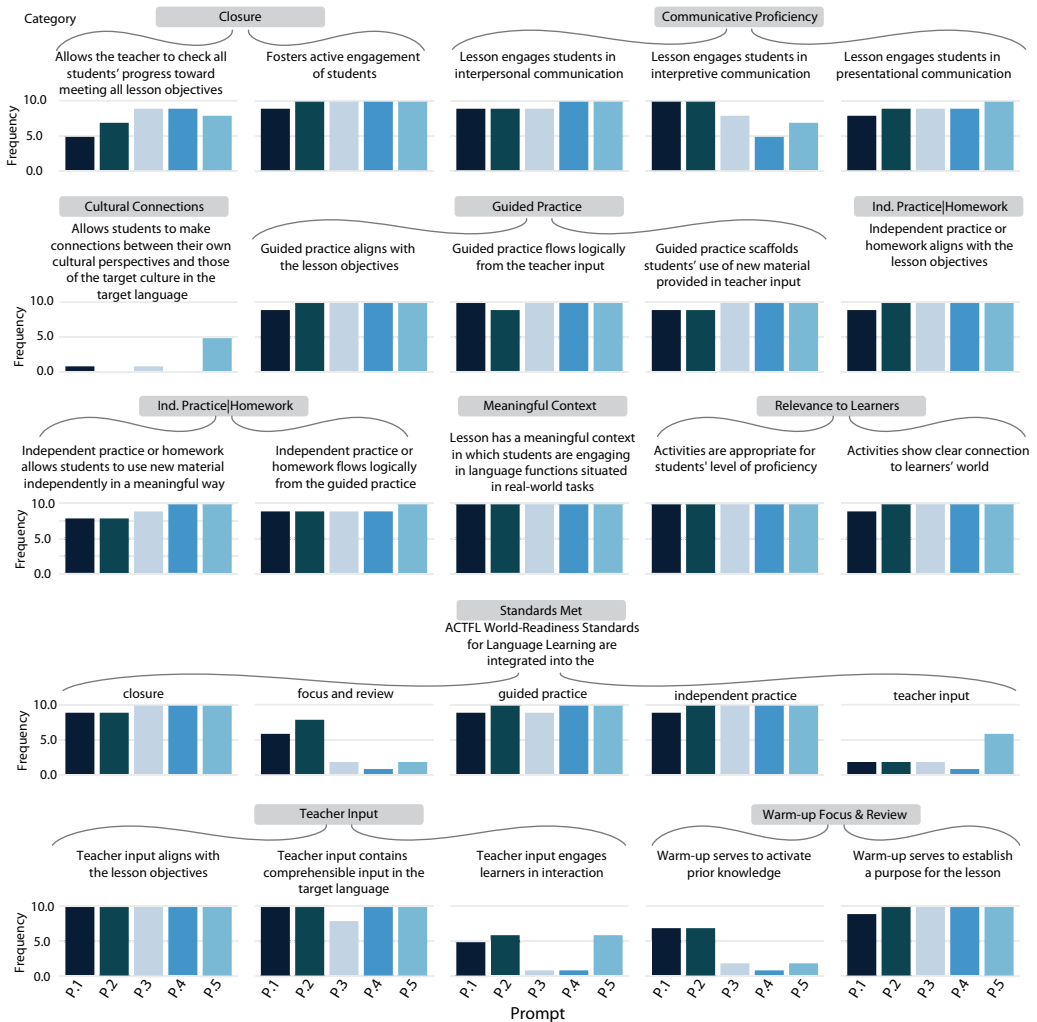 Category
Closure
Communicative Proficiency
Allows the teacher to check all
students’ progress toward
meeting all lesson objectives
Fosters active engagement
of students
Lesson engages students in
interpersonal communication
Lesson engages students in
interpretive communication
Lesson engages students in
presentational communication
Frequency
10.0
5.0
0.0
Cultural Connections
Guided Practice
Ind. Practice|Homework
Allows students to make
connections between their own
cultural perspectives and those
of the target culture in the
target language
Guided practice aligns with
the lesson objectives
Guided practice flows logically
from the teacher input
Guided practice scaffolds
students’ use of new material
provided in teacher input
Independent practice or
homework aligns with the
lesson objectives
Frequency
10.0
5.0
0.0
Ind. Practice|Homework
Meaningful Context
Relevance to Learners
Independent practice or homework
allows students to use new material
independently in a meaningful way
Independent practice or
homework flows logically
from the guided practice
Lesson has a meaningful context
in which students are engaging
in language functions situated
in real-world tasks
Activities are appropriate for
students' level of proficiency
Activities show clear connection
to learners’ world
Frequency
10.0
5.0
0.0
Standards Met
ACTFL World-Readiness Standards
for Language Learning are
integrated into the
closure
focus and review
guided practice
independent practice
teacher input
Frequency
10.0
5.0
0.0
Teacher Input
Warm-up Focus & Review
Teacher input aligns with
the lesson objectives
Teacher input contains
comprehensible input in the
target language
Teacher input engages
learners in interaction
Warm-up serves to activate
prior knowledge
Warm-up serves to establish
a purpose for the lesson
Frequency
10.0
5.0
0.0
P.1 P.2 P.3 P.4 P.5
P.1 P.2 P.3 P.4 P.5
P.1 P.2 P.3 P.4 P.5
P.1 P.2 P.3 P.4 P.5
P.1 P.2 P.3 P.4 P.5
Prompt